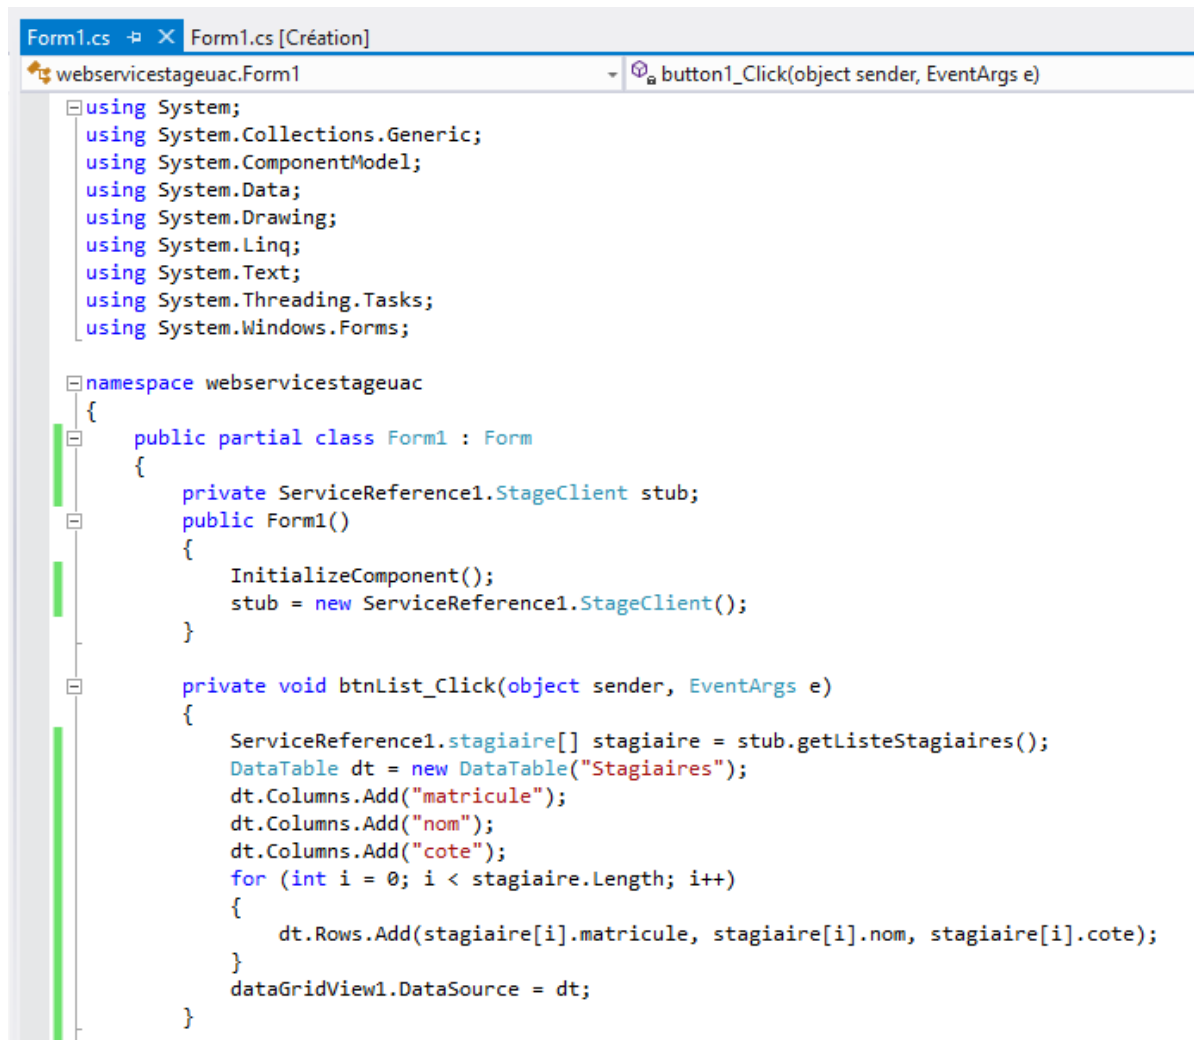 Form1.cs Form1.cs [Création]
webservicestageuac.Form1 button1_Click(object sender, EventArgs e)
using System;
using System.Collections.Generic;
using System.ComponentModel;
using System.Data;
using System.Drawing;
using System.Linq;
using System.Text;
using System.Threading.Tasks;
using System.Windows.Forms;
namespace webservicestageuac
{
public partial class Form1 : Form
{
private ServiceReference1.StageClient stub;
public Form1()
{
InitializeComponent();
stub = new ServiceReference1.StageClient();
}
private void btnList_Click(object sender, EventArgs e)
{
ServiceReference1.stagiaire[] stagiaire = stub.getListeStagiaires();
DataTable dt = new DataTable("Stagiaires");
dt.Columns.Add("matricule");
dt.Columns.Add("nom");
dt.Columns.Add("cote");
for (int i = 0; i < stagiaire.Length; i++)
{
dt.Rows.Add(stagiaire[i].matricule, stagiaire[i].nom, stagiaire[i].cote);
}
dataGridView1.DataSource = dt;
}